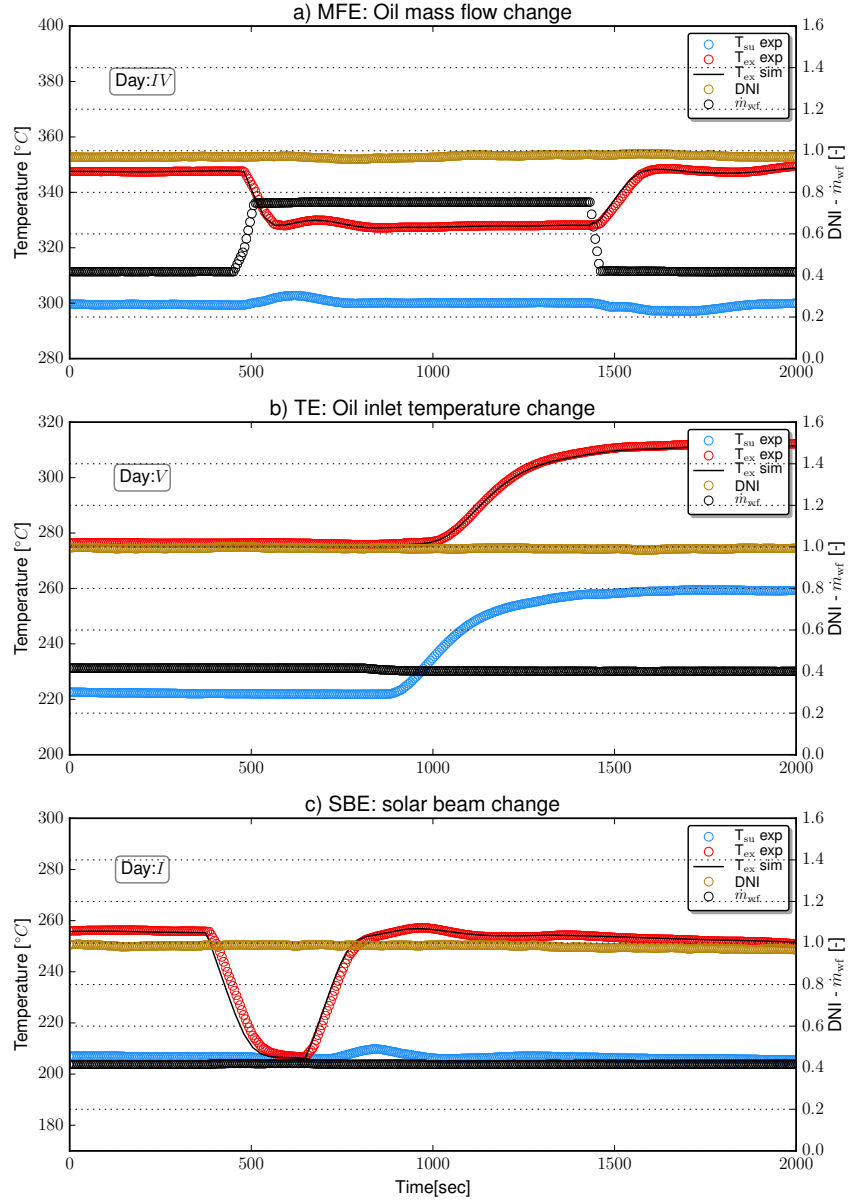 a) MFE: Oil mass flow change
Temperature [°C]
400
380
360
340
320
300
280
Day:IV
T_su exp
T_ex exp
T_ex sim
DNI
ṁ_wf
1.6
1.4
1.2
1.0
0.8
0.6
0.4
0.2
0.0
DNI - ṁ_wf [-]
0 500 1000 1500 2000
b) TE: Oil inlet temperature change
Temperature [°C]
320
300
280
260
240
220
200
Day:V
T_su exp
T_ex exp
T_ex sim
DNI
ṁ_wf
1.6
1.4
1.2
1.0
0.8
0.6
0.4
0.2
0.0
DNI - ṁ_wf [-]
0 500 1000 1500 2000
c) SBE: solar beam change
Temperature [°C]
300
280
260
240
220
200
180
Day:I
T_su exp
T_ex exp
T_ex sim
DNI
ṁ_wf
1.6
1.4
1.2
1.0
0.8
0.6
0.4
0.2
0.0
DNI - ṁ_wf [-]
0 500 1000 1500 2000
Time[sec]